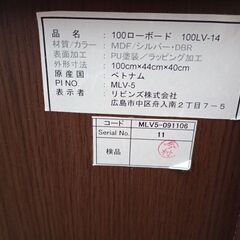 品　　　名 : 100ローボード　100LV-14
材質/カラー : MDF/シルバー・DBR
表面加工 : PU塗装/ラッピング加工
外形寸法 : 100cm×44cm×40cm
原産国 : ベトナム
PI NO. : MLV-5
表示者 : リビンズ株式会社
広島市中区舟入南2丁目7-5
コード MLV5-091106
Serial No. 11
検品